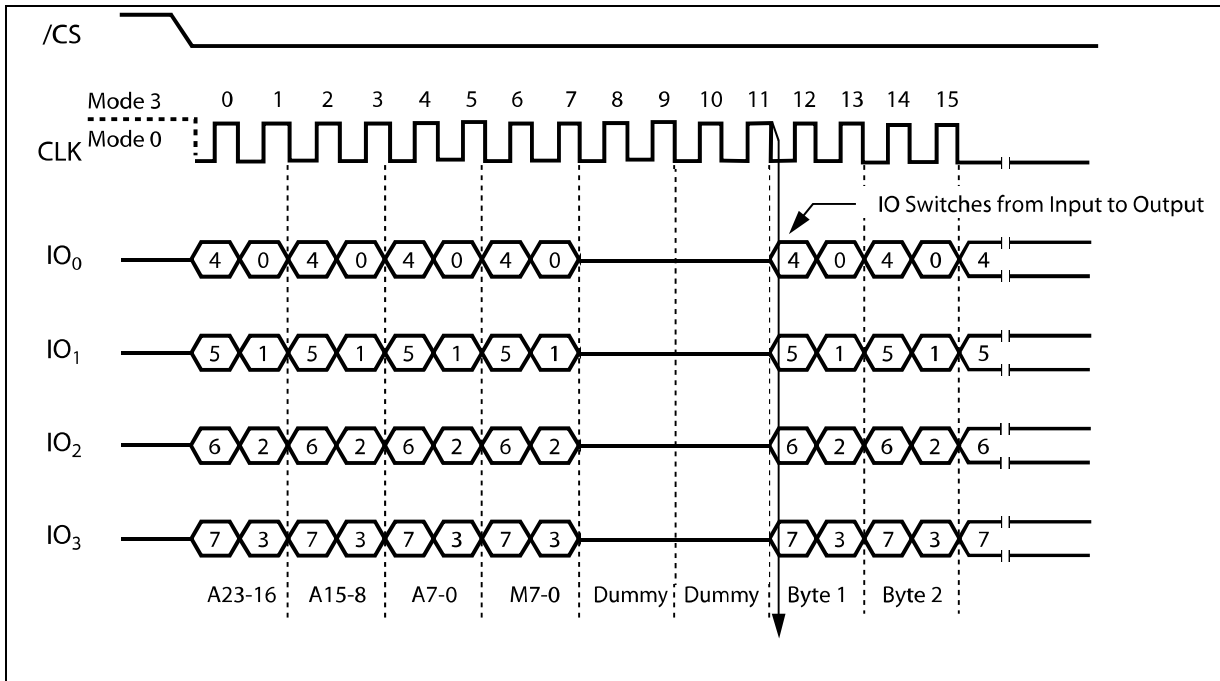 /CS
Mode 3
0 1 2 3 4 5 6 7 8 9 10 11 12 13 14 15
Mode 0
CLK
IO Switches from Input to Output
IO0 4 0 4 0 4 0 4 0 4 0 4 0 4
IO1 5 1 5 1 5 1 5 1 5 1 5 1 5
IO2 6 2 6 2 6 2 6 2 6 2 6 2 6
IO3 7 3 7 3 7 3 7 3 7 3 7 3 7
A23-16 A15-8 A7-0 M7-0 Dummy Dummy Byte 1 Byte 2